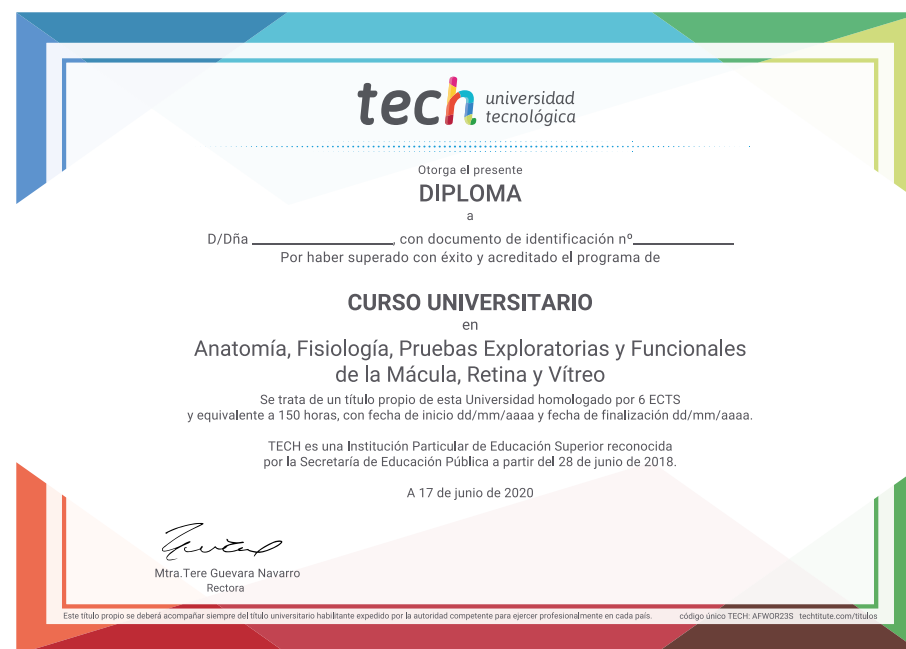 tech universidad
tecnológica
Otorga el presente
DIPLOMA
a
D/Dña ________________, con documento de identificación nº____________
Por haber superado con éxito y acreditado el programa de
CURSO UNIVERSITARIO
en
Anatomía, Fisiología, Pruebas Exploratorias y Funcionales
de la Mácula, Retina y Vítreo
Se trata de un título propio de esta Universidad homologado por 6 ECTS
y equivalente a 150 horas, con fecha de inicio dd/mm/aaaa y fecha de finalización dd/mm/aaaa.
TECH es una Institución Particular de Educación Superior reconocida
por la Secretaría de Educación Pública a partir del 28 de junio de 2018.
A 17 de junio de 2020
Mtra.Tere Guevara Navarro
Rectora
Este título propio se deberá acompañar siempre del título universitario habilitante expedido por la autoridad competente para ejercer profesionalmente en cada país. código único TECH: AFWOR23S techtitute.com/titulos